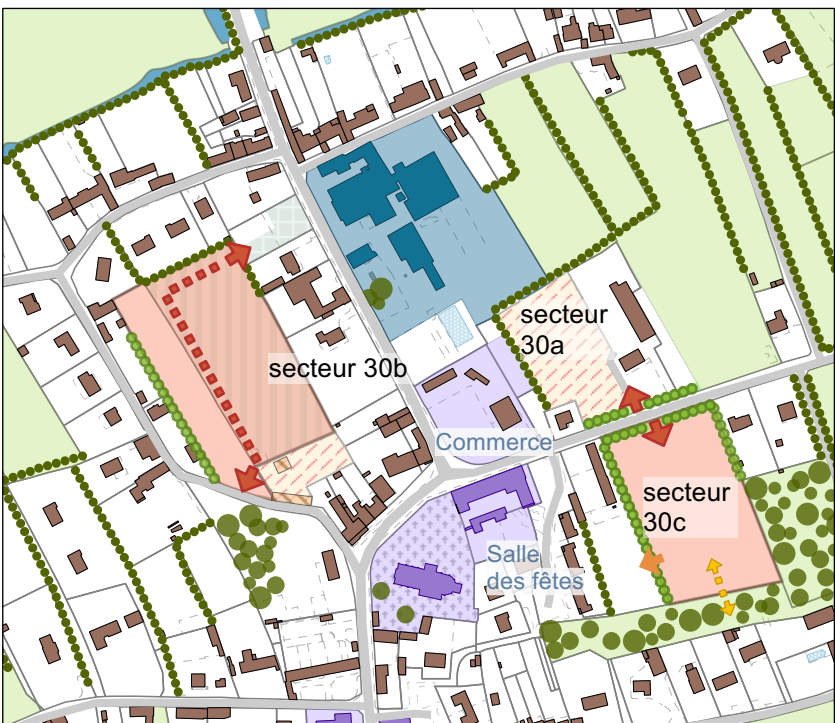 secteur
30a
secteur 30b
Commerce
secteur
30c
Salle
des fêtes